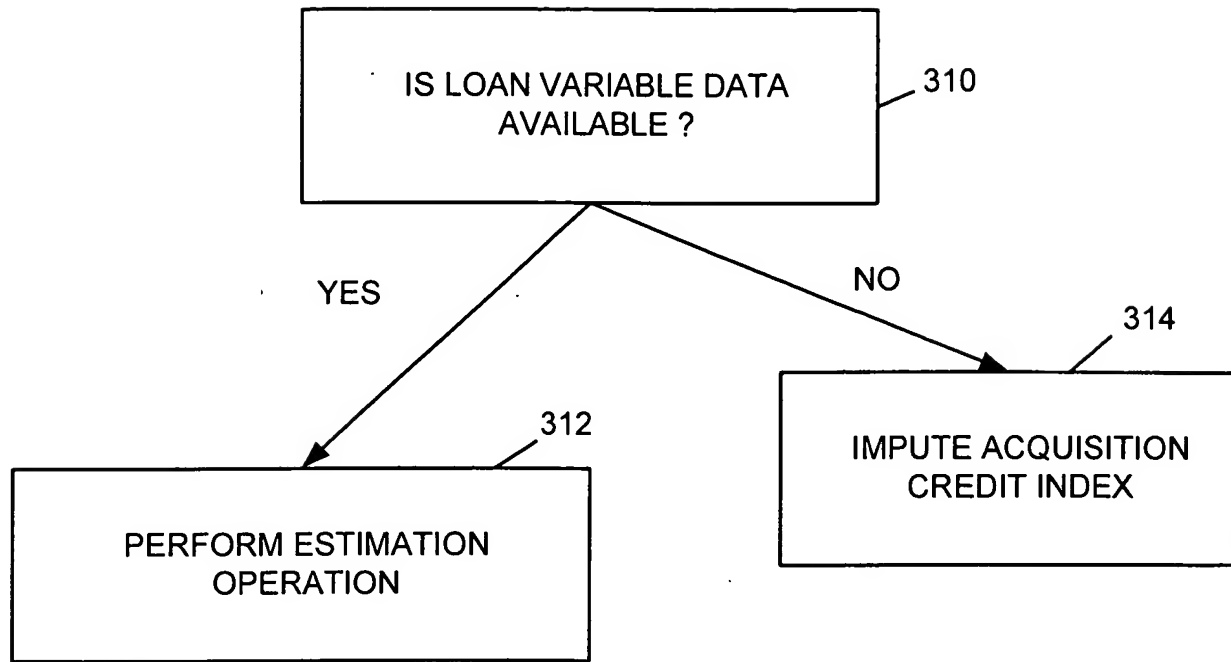 IS LOAN VARIABLE DATA
AVAILABLE ?
310
YES
NO
314
312
IMPUTE ACQUISITION
CREDIT INDEX
PERFORM ESTIMATION
OPERATION